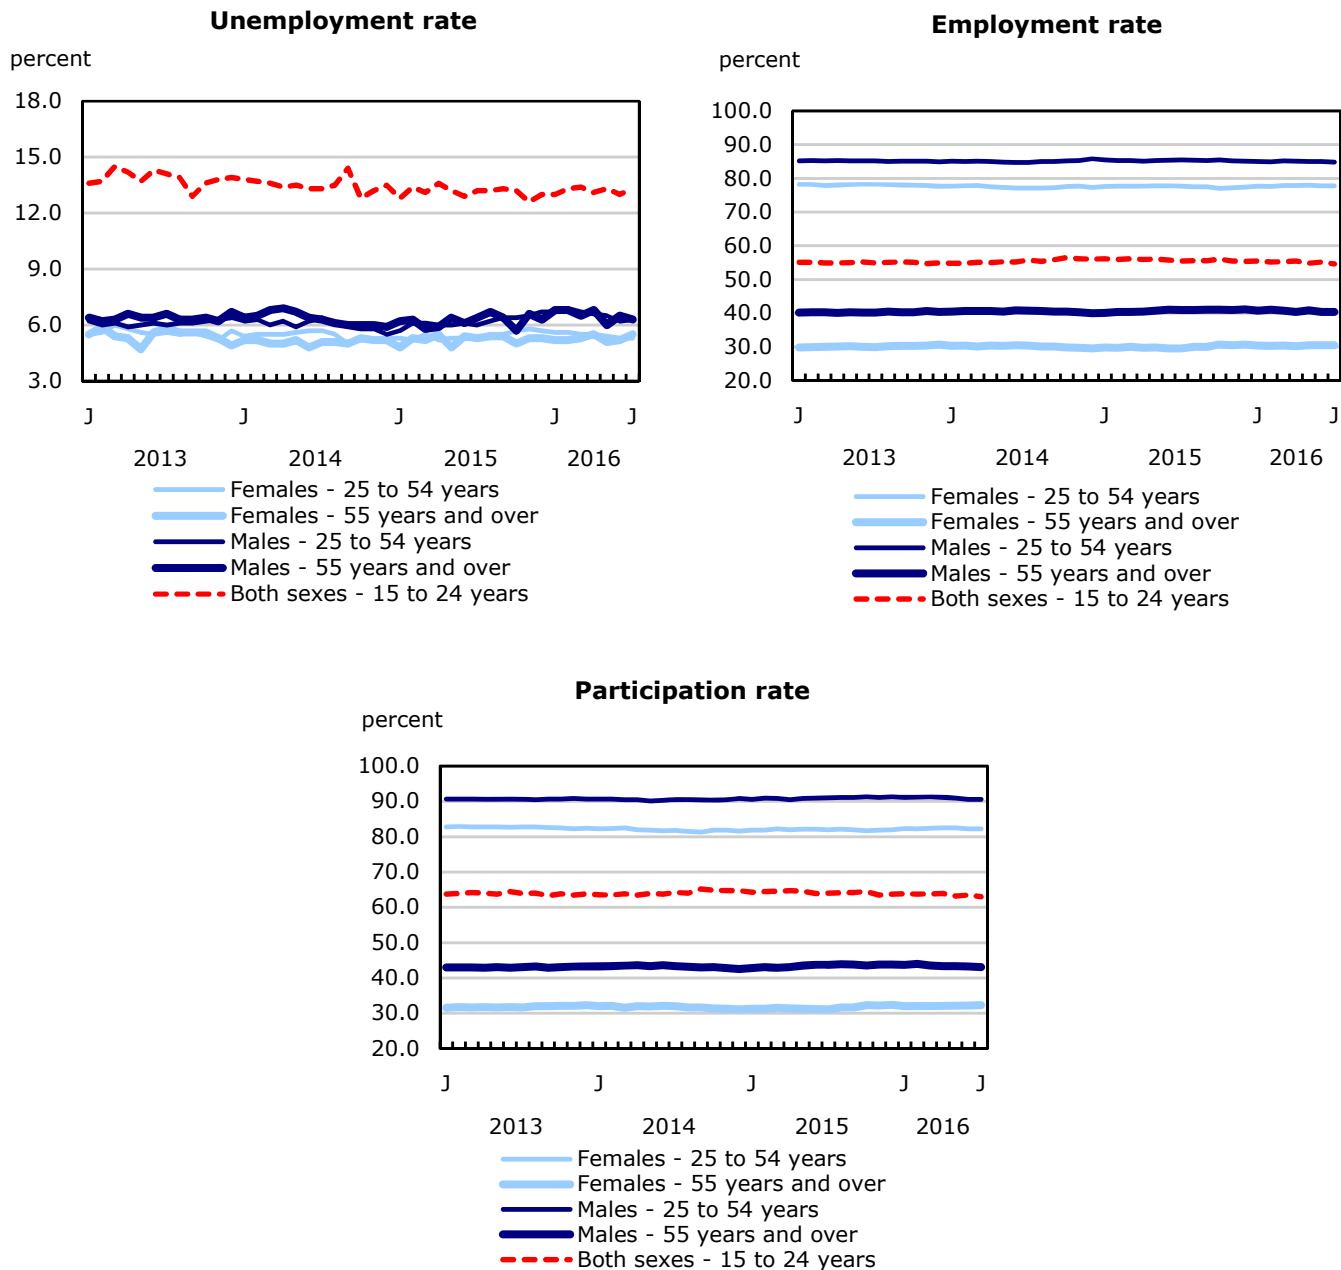 Unemployment rate
percent
18.0
15.0
12.0
9.0
6.0
3.0
J J J J J
2013 2014 2015 2016
Females - 25 to 54 years
Females - 55 years and over
Males - 25 to 54 years
Males - 55 years and over
Both sexes - 15 to 24 years
Employment rate
percent
100.0
90.0
80.0
70.0
60.0
50.0
40.0
30.0
20.0
J J J J J
2013 2014 2015 2016
Females - 25 to 54 years
Females - 55 years and over
Males - 25 to 54 years
Males - 55 years and over
Both sexes - 15 to 24 years
Participation rate
percent
100.0
90.0
80.0
70.0
60.0
50.0
40.0
30.0
20.0
J J J J J
2013 2014 2015 2016
Females - 25 to 54 years
Females - 55 years and over
Males - 25 to 54 years
Males - 55 years and over
Both sexes - 15 to 24 years